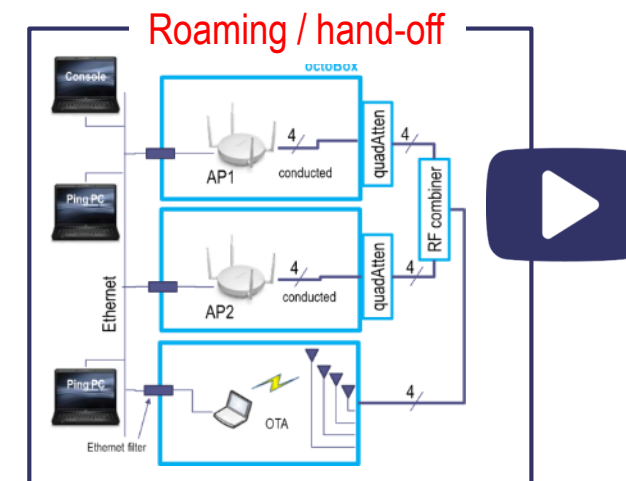 Roaming / hand-off
octoBox
Console
4
AP1
conducted
quadAtten
4
RF combiner
Ping PC
4
AP2
conducted
quadAtten
4
Ethernet
Ping PC
OTA
4
Ethernet filter